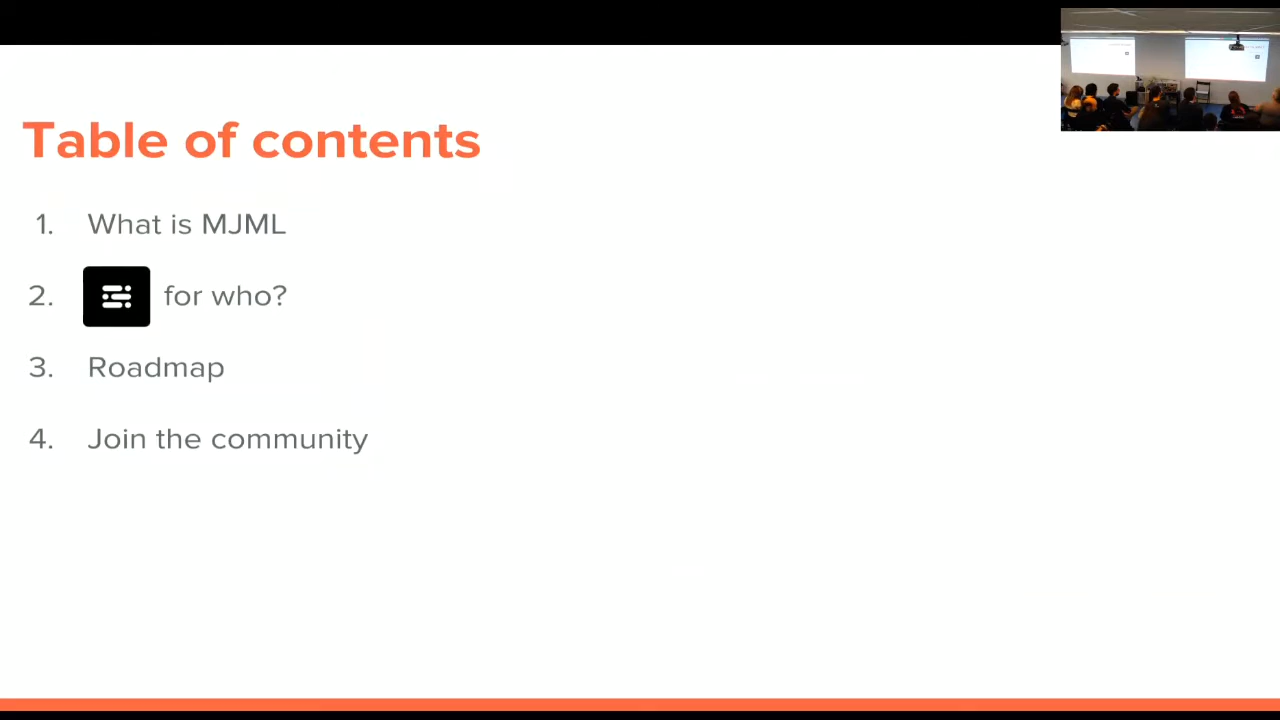 Table of contents
1. What is MJML
2. for who?
3. Roadmap
4. Join the community